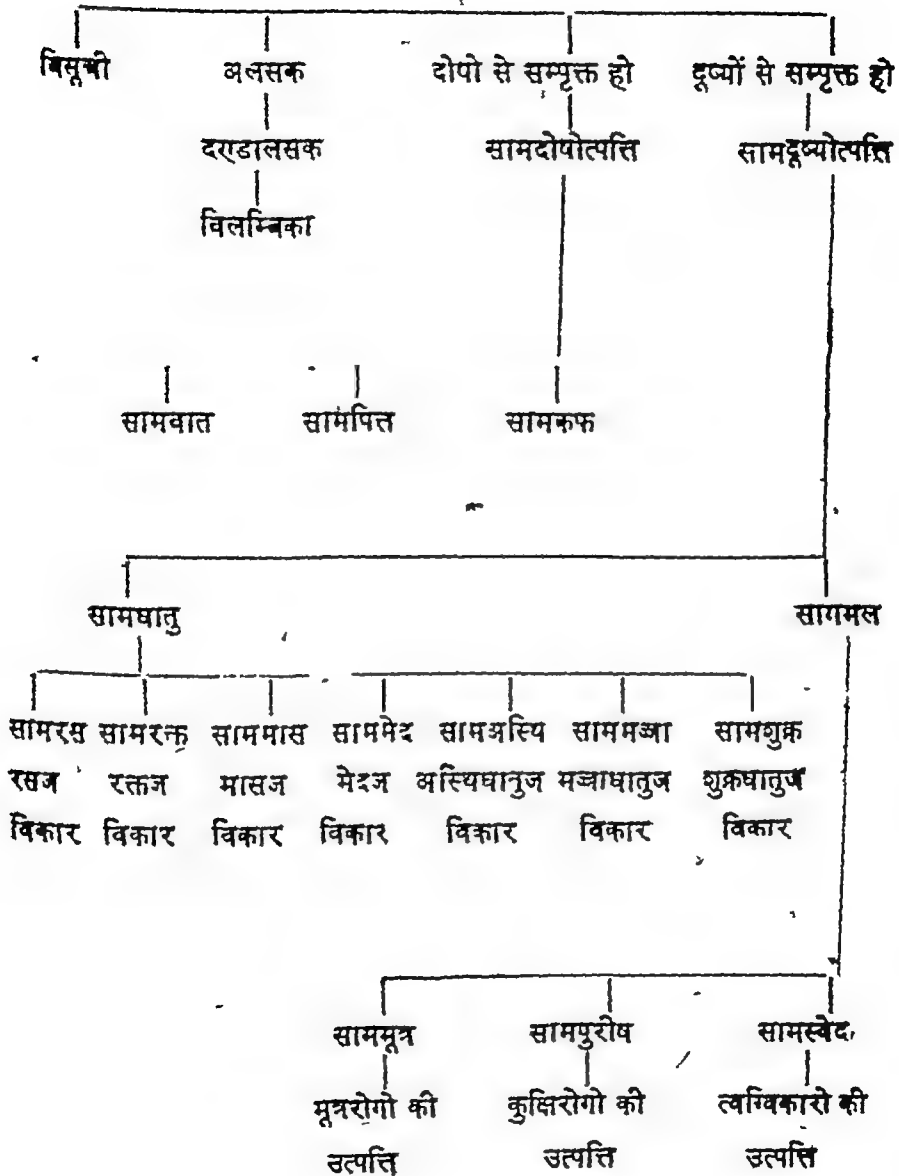 विसूची अलसक दोपो से सम्पृक्त हो दूष्यों से सम्पृक्त हो
दण्डालसक सामदोपोत्पत्ति सामदूष्योत्पत्ति
विलम्बिका
सामवात सामपित्त सामकफ
सामधातु सागमल
सामरस सामरक्त साममास साममेद सामअस्थि साममज्जा सामशुक्र
रसज रक्तज मासज मेदज अस्थिधातुज मज्जाधातुज शुक्रधातुज
विकार विकार विकार विकार विकार विकार विकार
साममूत्र सामपुरीष सामस्वेद
मूत्ररोगो की कुक्षिरोगो की त्वग्विकारो की
उत्पत्ति उत्पत्ति उत्पत्ति